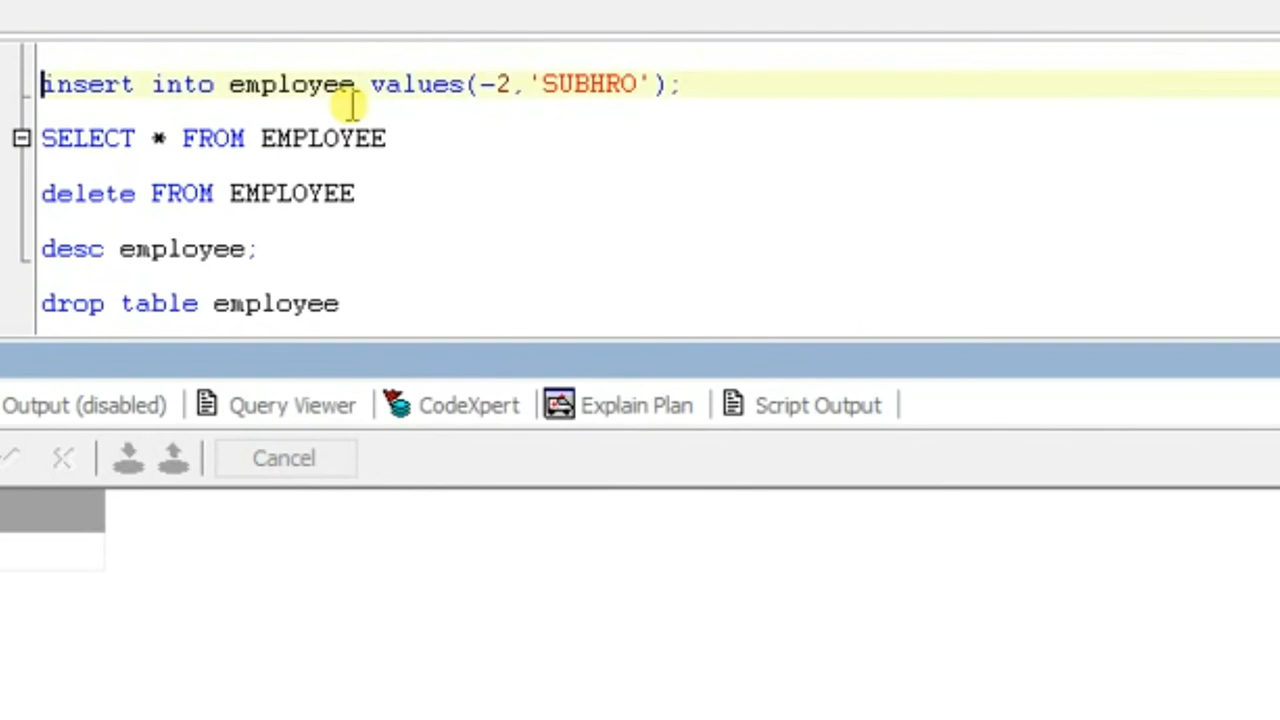 insert into employee values(-2,'SUBHRO');
SELECT * FROM EMPLOYEE
delete FROM EMPLOYEE
desc employee;
drop table employee
Output (disabled) Query Viewer CodeXpert Explain Plan Script Output
Cancel